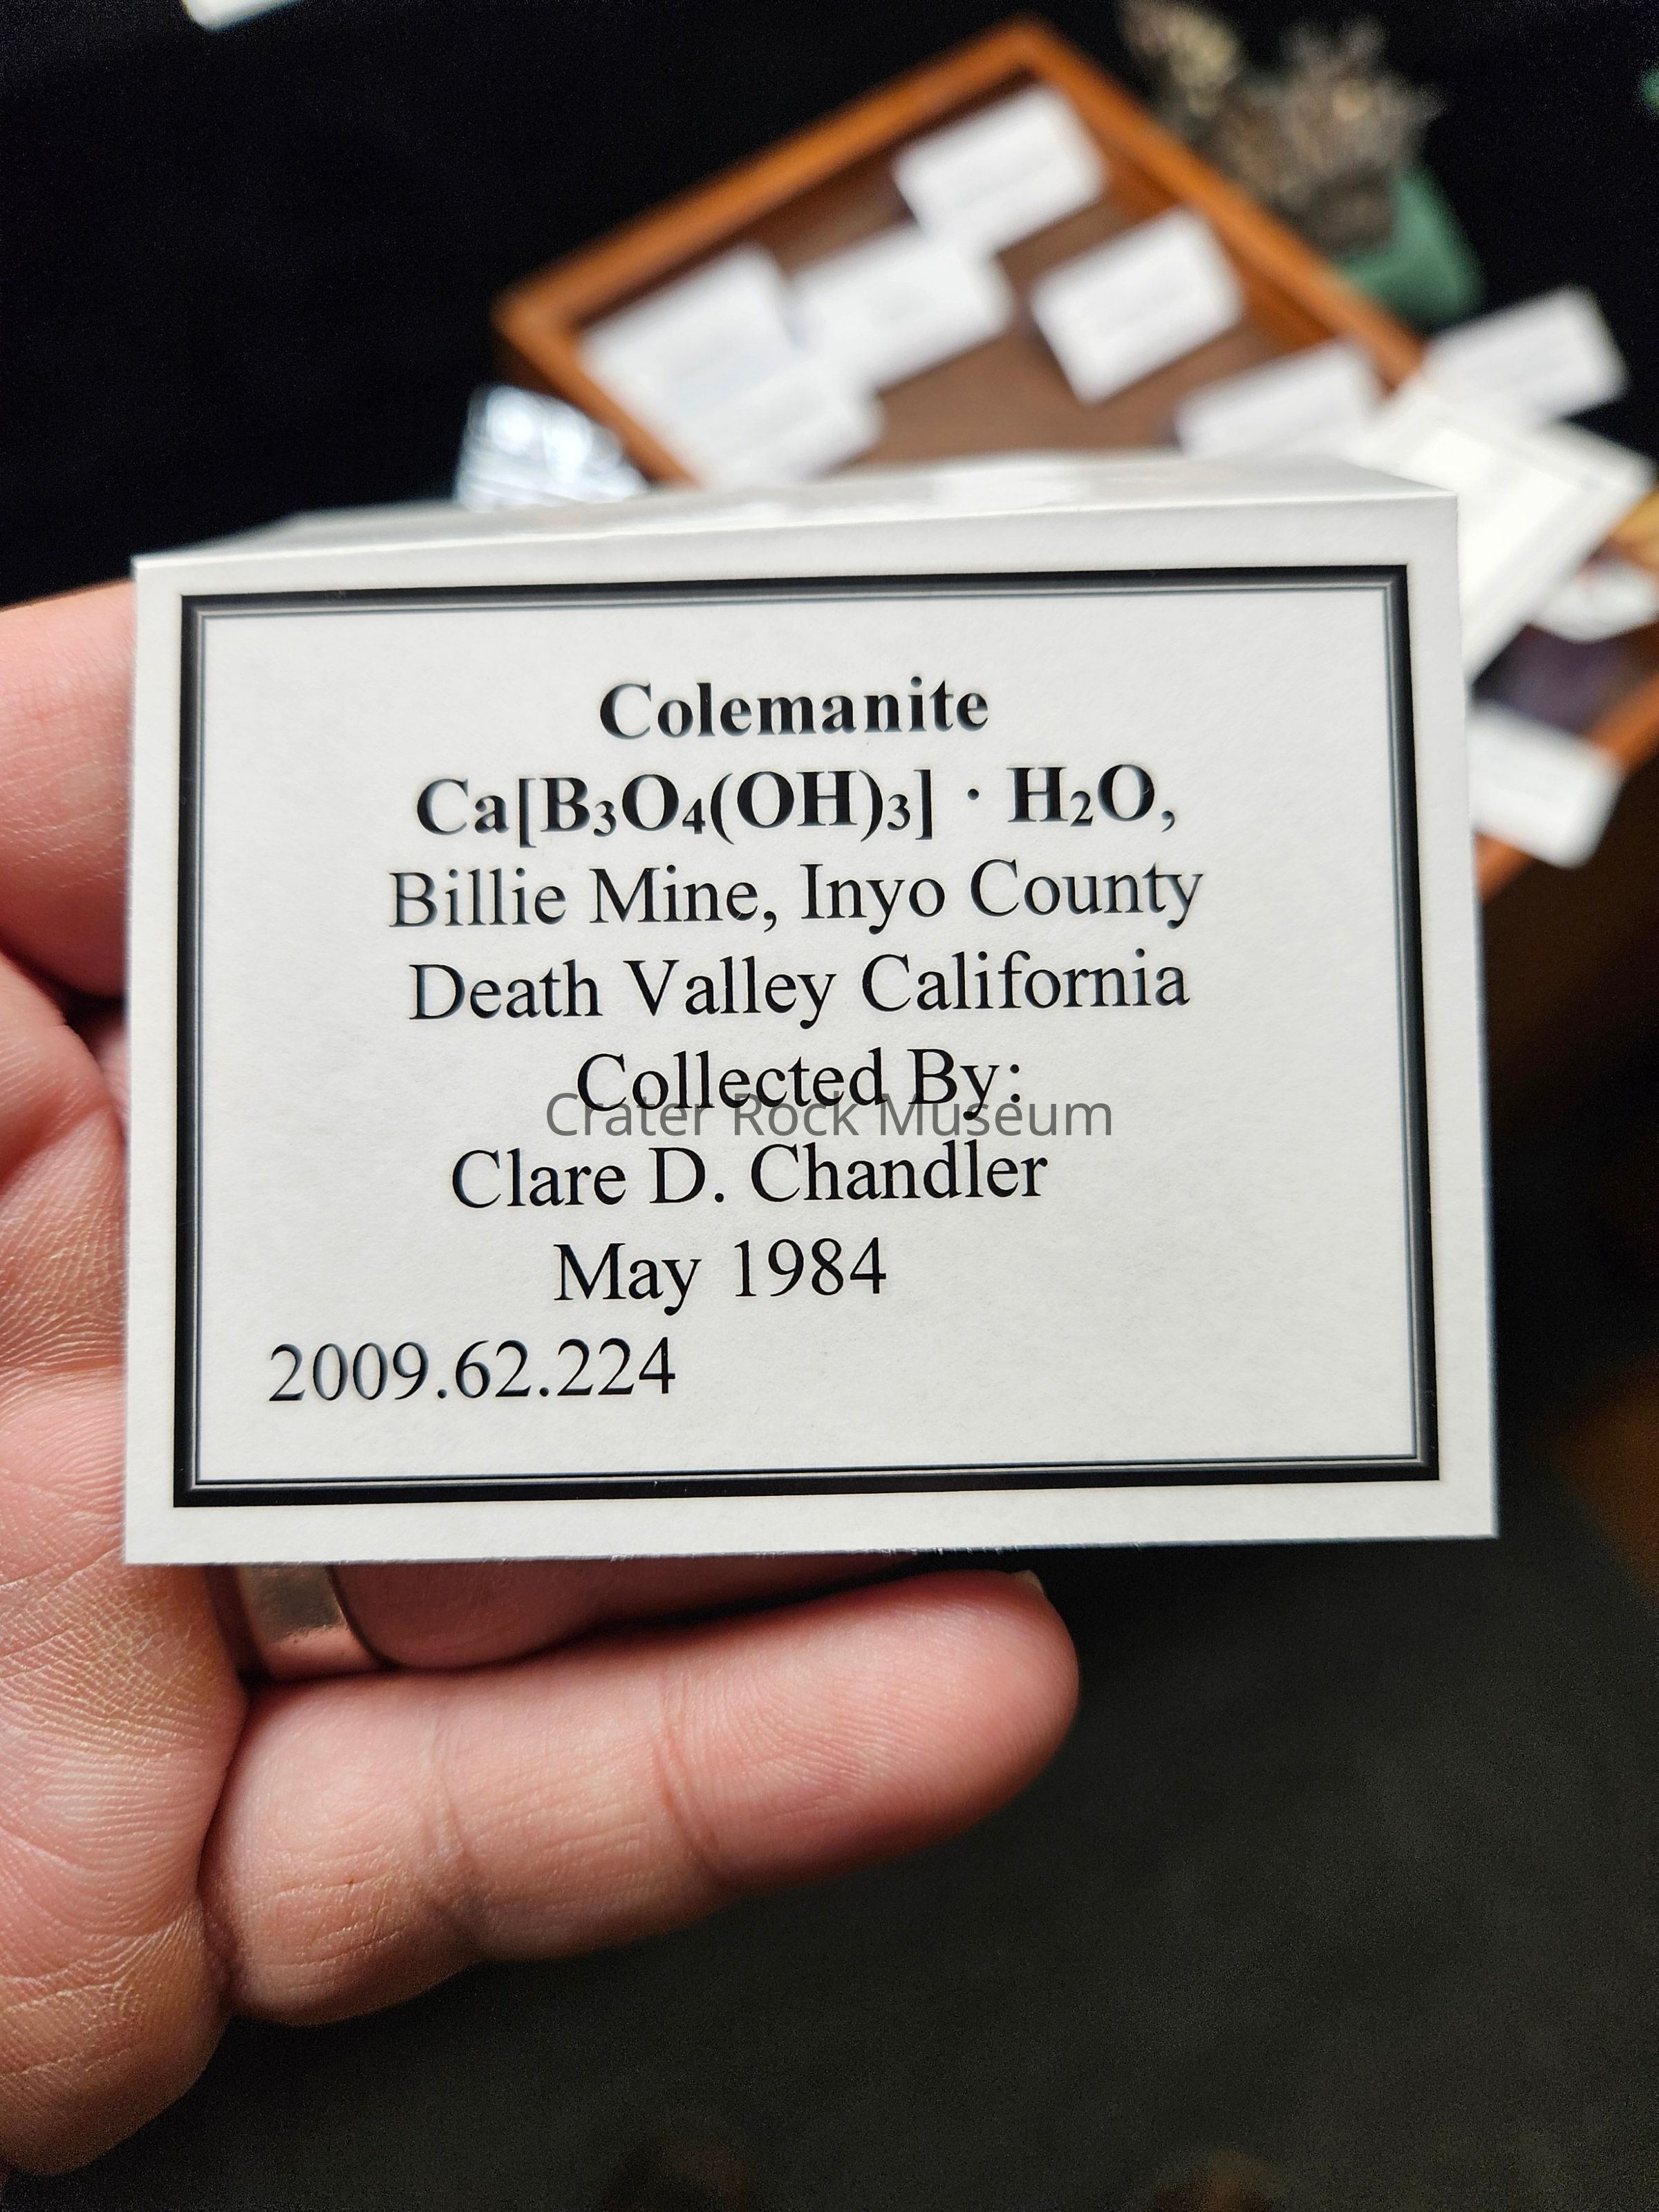 Colemanite
Ca[B₃O₄(OH)₃] · H₂O,
Billie Mine, Inyo County
Death Valley California
Collected By:
Crater Rock Museum
Clare D. Chandler
May 1984
2009.62.224